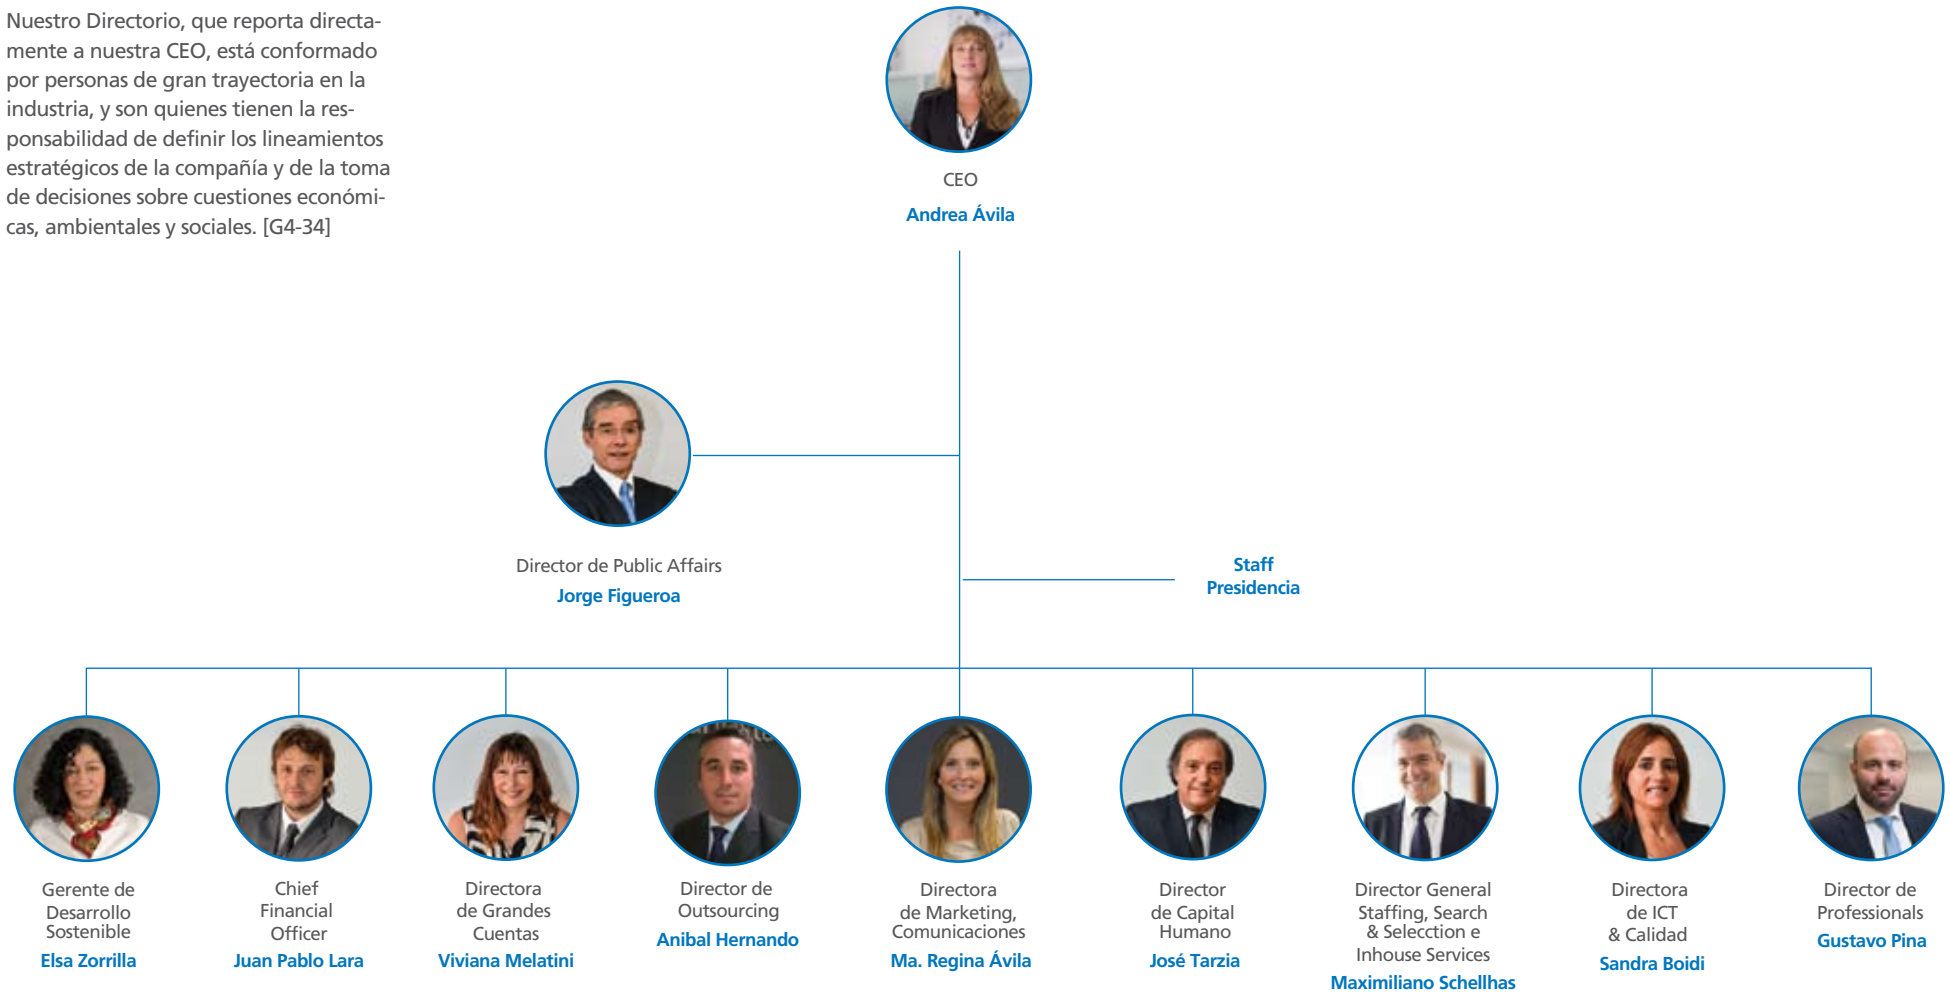 Nuestro Directorio, que reporta directa-
mente a nuestra CEO, está conformado
por personas de gran trayectoria en la
industria, y son quienes tienen la res-
ponsabilidad de definir los lineamientos
estratégicos de la compañía y de la toma
de decisiones sobre cuestiones económi-
cas, ambientales y sociales. [G4-34]
CEO
Andrea Ávila
Director de Public Affairs
Jorge Figueroa
Staff
Presidencia
Gerente de
Desarrollo
Sostenible
Elsa Zorrilla
Chief
Financial
Officer
Juan Pablo Lara
Directora
de Grandes
Cuentas
Viviana Melatini
Director de
Outsourcing
Anibal Hernando
Directora
de Marketing,
Comunicaciones
Ma. Regina Ávila
Director
de Capital
Humano
José Tarzia
Director General
Staffing, Search
& Selecction e
Inhouse Services
Maximiliano Schellhas
Directora
de ICT
& Calidad
Sandra Boidi
Director de
Professionals
Gustavo Pina